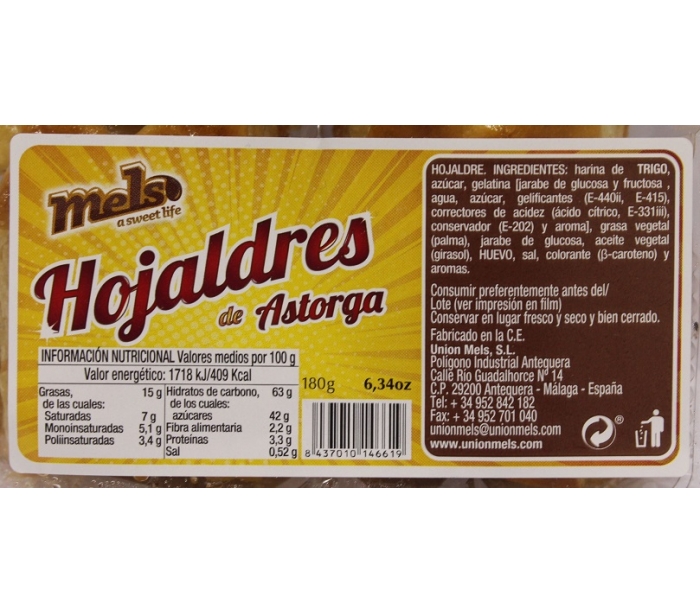 mels
a sweet life
Hojaldres
de Astorga
INFORMACIÓN NUTRICIONAL Valores medios por 100 g
Valor energético: 1718 kJ/409 Kcal
Grasas, 15 g
de las cuales:
Saturadas 7 g
Monoinsaturadas 5,1 g
Poliinsaturadas 3,4 g
Hidratos de carbono, 63 g
de los cuales:
azúcares 42 g
Fibra alimentaria 2,2 g
Proteínas 3,3 g
Sal 0,52 g
180g 6,34oz
8 437010 146619
HOJALDRE. INGREDIENTES: harina de TRIGO,
azúcar, gelatina [jarabe de glucosa y fructosa ,
agua, azúcar, gelificantes (E-440ii, E-415),
correctores de acidez (ácido cítrico, E-331iii),
conservador (E-202) y aroma], grasa vegetal
(palma), jarabe de glucosa, aceite vegetal
(girasol), HUEVO, sal, colorante (β-caroteno) y
aromas.
Consumir preferentemente antes del/
Lote (ver impresión en film)
Conservar en lugar fresco y seco y bien cerrado.
Fabricado en la C.E.
Union Mels, S.L.
Poligono Industrial Antequera
Calle Río Guadalhorce Nº 14
C.P. 29200 Antequera - Málaga - España
Tel: + 34 952 842 182
Fax: + 34 952 701 040
unionmels@unionmels.com
www.unionmels.com
®